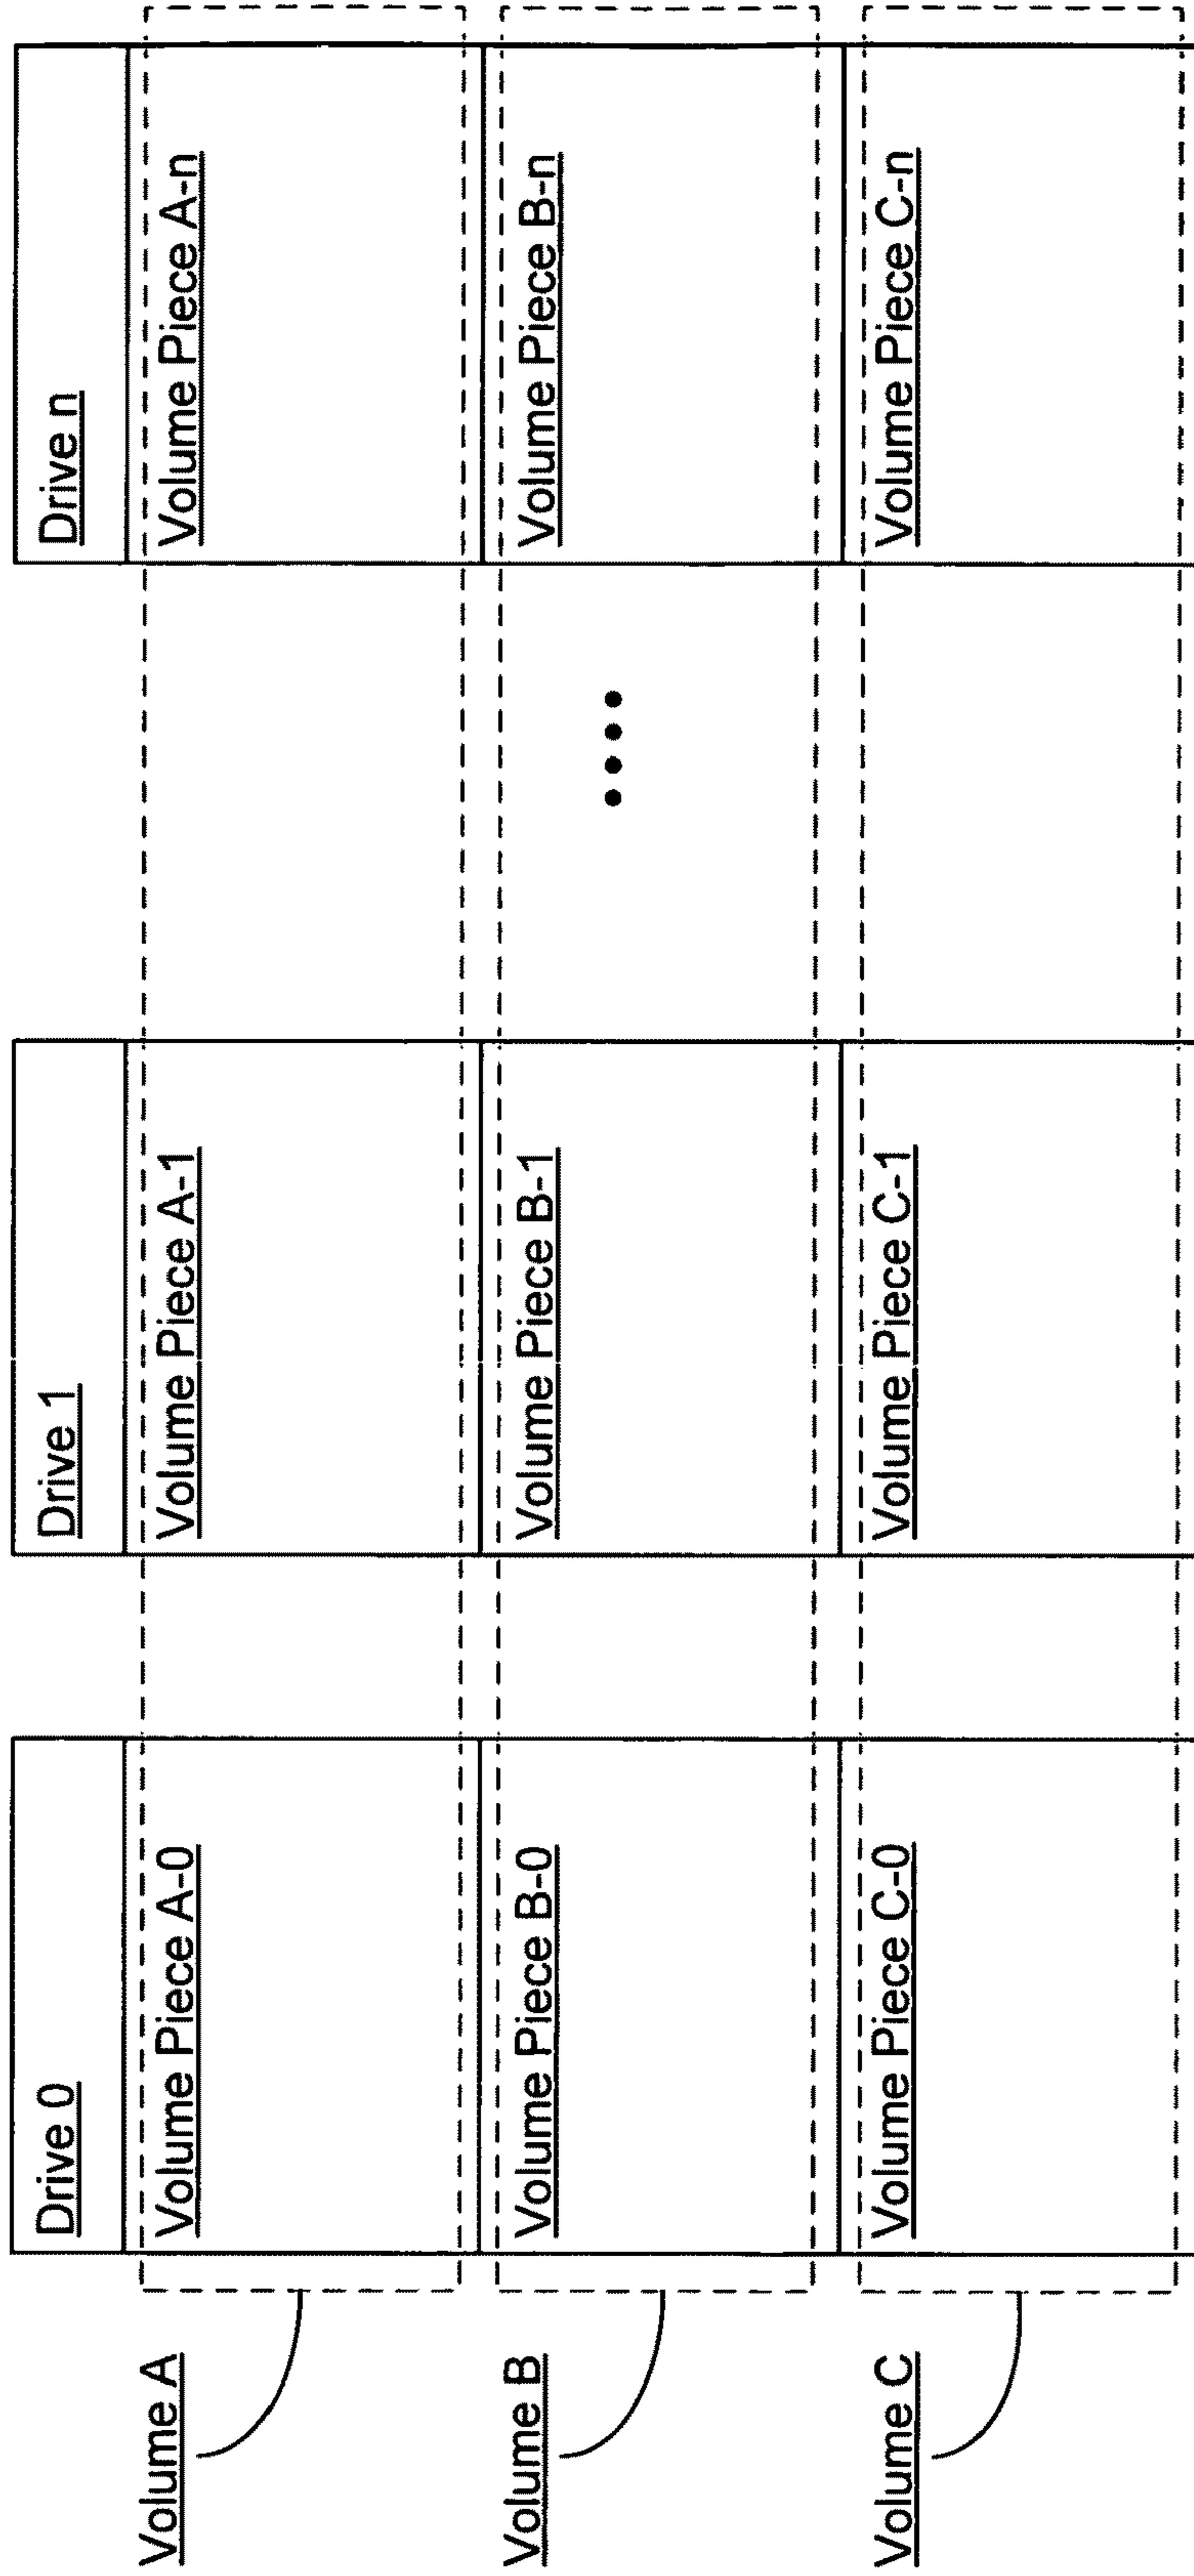 Drive 0
Drive 1
Drive n
Volume A
Volume Piece A-0
Volume Piece A-1
Volume Piece A-n
Volume B
Volume Piece B-0
Volume Piece B-1
Volume Piece B-n
Volume C
Volume Piece C-0
Volume Piece C-1
Volume Piece C-n